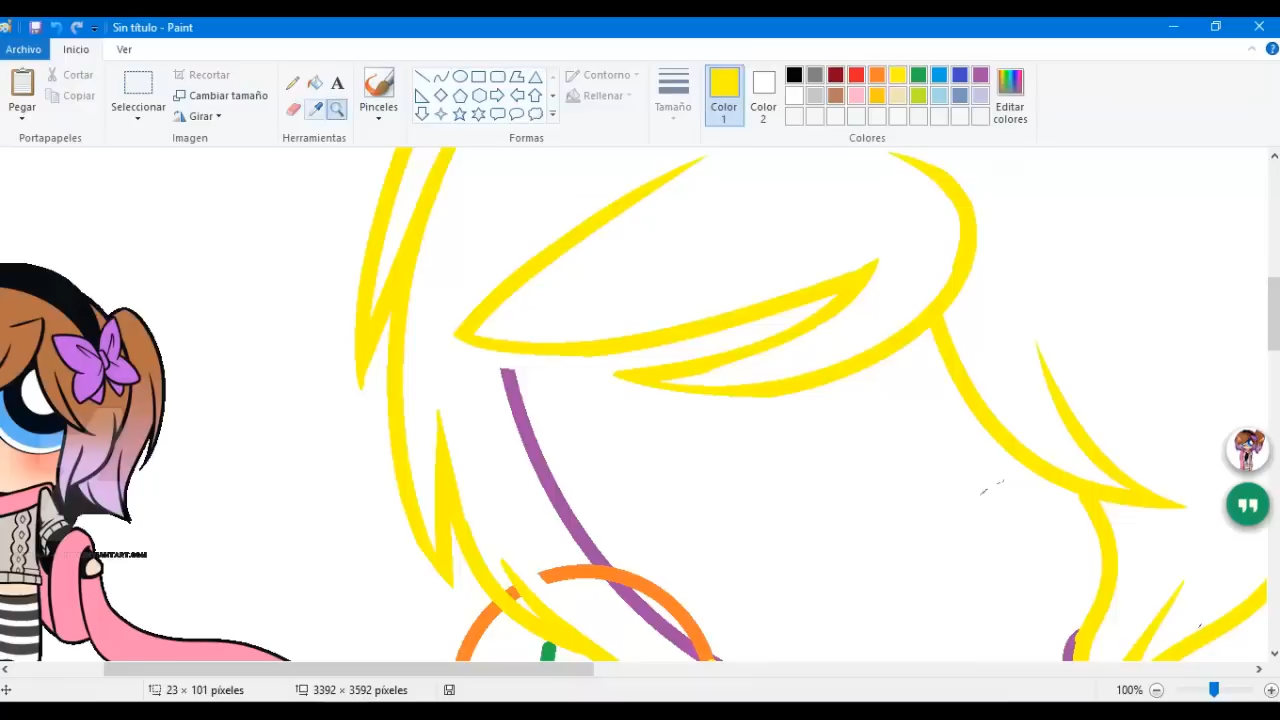 Sin título - Paint
Archivo Inicio Ver
Pegar
Cortar
Copiar
Portapapeles
Seleccionar
Recortar
Cambiar tamaño
Girar
Imagen
A
Herramientas
Pinceles
Contorno
Rellenar
Formas
Tamaño
Color
1
Color
2
Editar
colores
Colores
23 × 101 píxeles
3392 × 3592 píxeles
100%